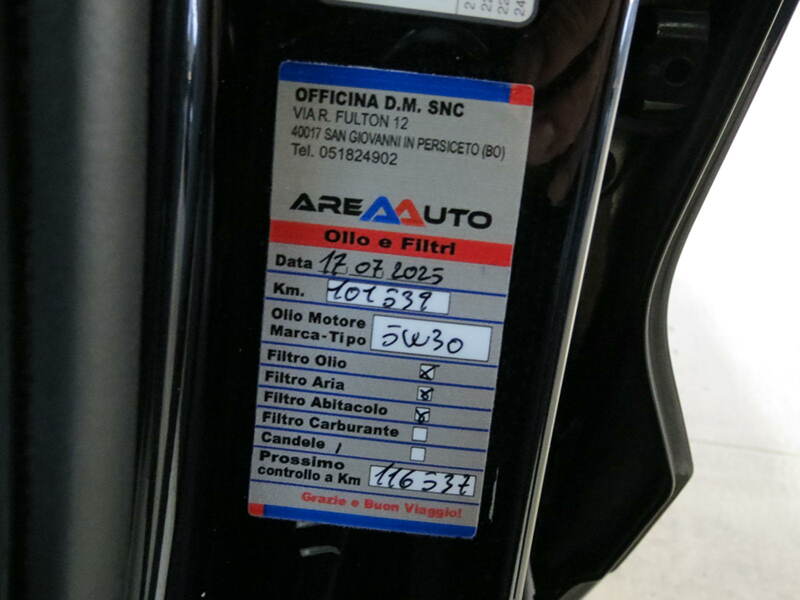 OFFICINA D.M. SNC
VIA R. FULTON 12
40017 SAN GIOVANNI IN PERSICETO (BO)
Tel. 051824902
AREAAUTO
Olio e Filtri
Data 17 07 2025
Km. 101539
Olio Motore
Marca-Tipo 5W30
Filtro Olio
Filtro Aria
Filtro Abitacolo
Filtro Carburante
Candele
Prossimo
controllo a Km 116537
Grazie e Buon Viaggio!